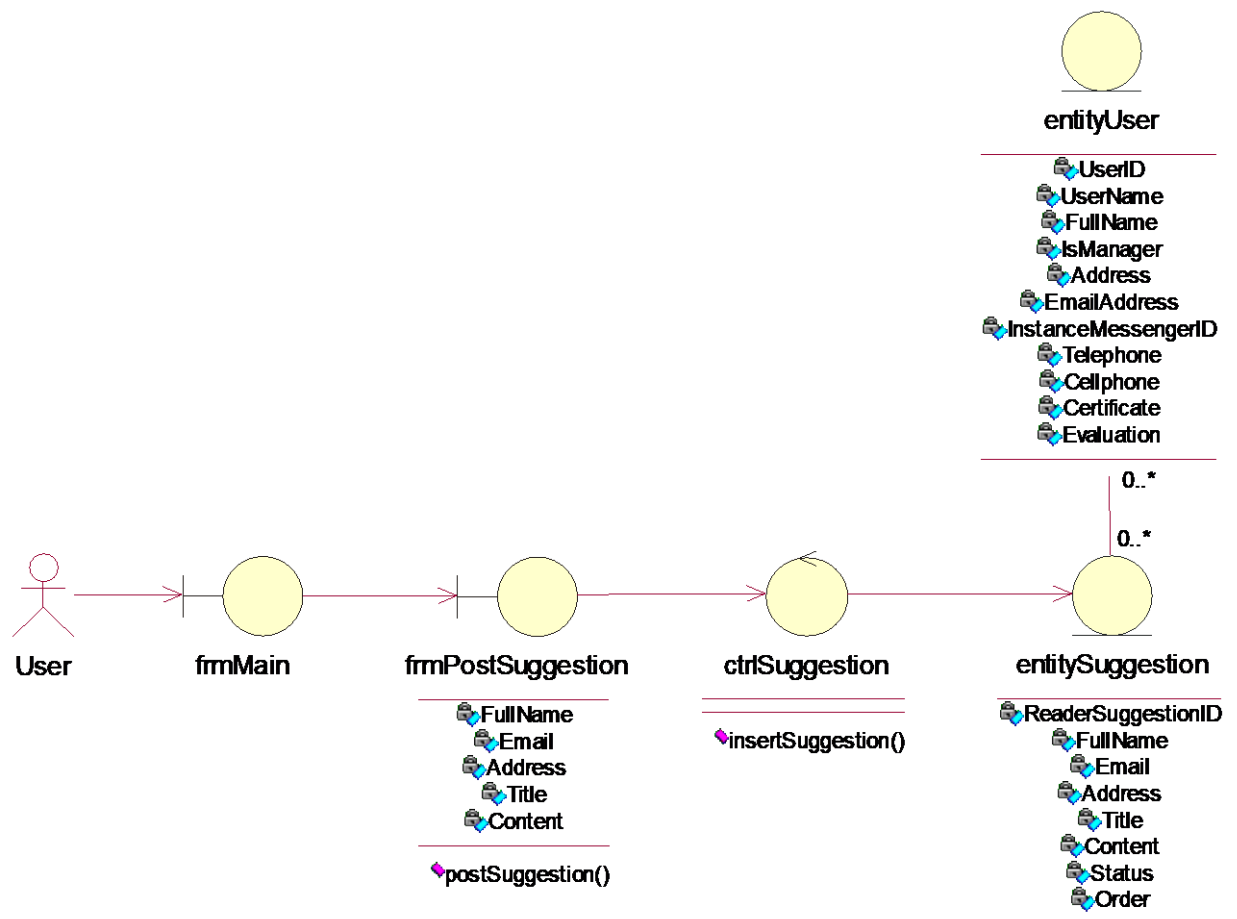 entityUser
UserID
UserName
FullName
IsManager
Address
EmailAddress
InstanceMessengerID
Telephone
Cellphone
Certificate
Evaluation
0..*
0..*
User
frmMain
frmPostSuggestion
FullName
Email
Address
Title
Content
postSuggestion()
ctrlSuggestion
insertSuggestion()
entitySuggestion
ReaderSuggestionID
FullName
Email
Address
Title
Content
Status
Order